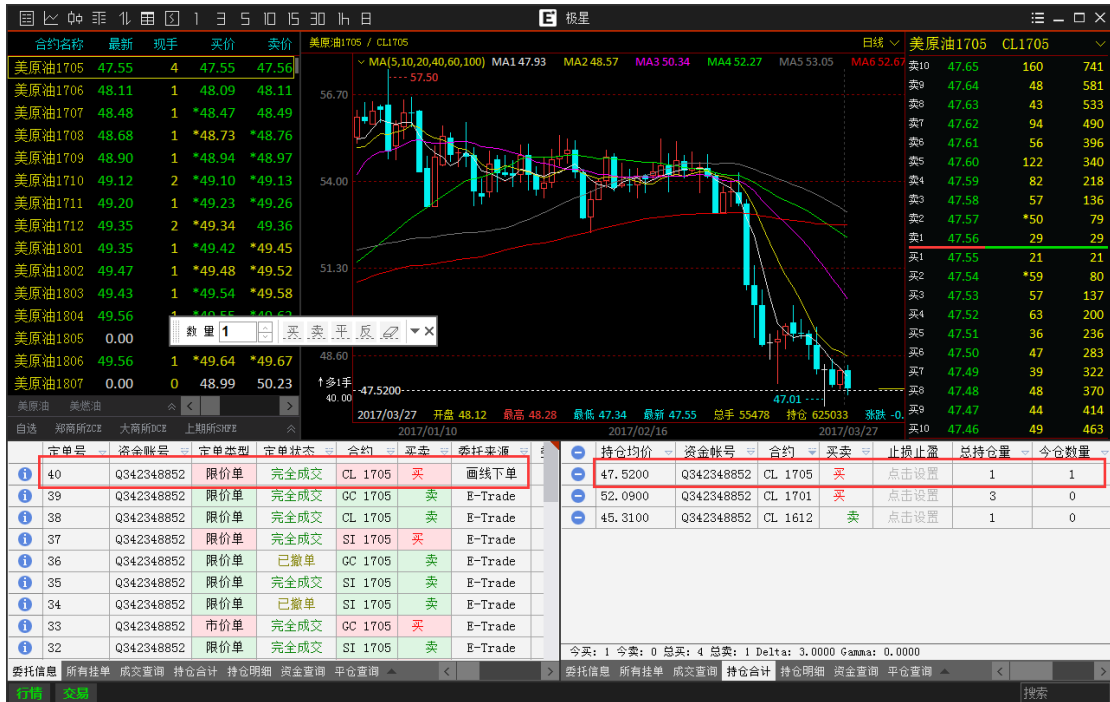 1 3 5 10 15 30 1h 日 极星
合约名称 最新 现手 买价 卖价
美原油1705 47.55 4 47.55 47.56
美原油1706 48.11 1 48.09 48.11
美原油1707 48.48 1 *48.47 48.49
美原油1708 48.68 1 *48.73 *48.76
美原油1709 48.90 1 *48.94 *48.97
美原油1710 49.12 2 *49.10 *49.13
美原油1711 49.20 1 *49.23 *49.26
美原油1712 49.35 2 *49.34 49.36
美原油1801 49.35 1 *49.42 *49.45
美原油1802 49.47 1 *49.48 *49.52
美原油1803 49.43 1 *49.54 *49.58
美原油1804 49.56
美原油1805 0.00
美原油1806 49.56 1 *49.64 *49.67
美原油1807 0.00 0 48.99 50.23
美原油 美燃油
自选 郑商所ZCE 大商所DCE 上期所SHFE
数量 1 买 卖 平 反
美原油1705 / CL1705 日线
MA(5,10,20,40,60,100) MA1 47.93 MA2 48.57 MA3 50.34 MA4 52.27 MA5 53.05 MA6 52.67
57.50
56.70
54.00
51.30
48.60
↑多1手
47.5200
40.00
47.01
2017/03/27 开盘 48.12 最高 48.28 最低 47.34 最新 47.55 总手 55478 持仓 625033 涨跌 -0.
2017/01/10 2017/02/16 2017/03/27
美原油1705 CL1705
卖10 47.65 160 741
卖9 47.64 48 581
卖8 47.63 43 533
卖7 47.62 94 490
卖6 47.61 56 396
卖5 47.60 122 340
卖4 47.59 82 218
卖3 47.58 57 136
卖2 47.57 *50 79
卖1 47.56 29 29
买1 47.55 21 21
买2 47.54 *59 80
买3 47.53 57 137
买4 47.52 63 200
买5 47.51 36 236
买6 47.50 47 283
买7 47.49 39 322
买8 47.48 48 370
买9 47.47 44 414
买10 47.46 49 463
定单号 资金账号 定单类型 定单状态 合约 买卖 委托来源
40 Q342348852 限价单 完全成交 CL 1705 买 画线下单
39 Q342348852 限价单 完全成交 GC 1705 卖 E-Trade
38 Q342348852 限价单 完全成交 CL 1705 卖 E-Trade
37 Q342348852 限价单 完全成交 SI 1705 买 E-Trade
36 Q342348852 限价单 已撤单 GC 1705 卖 E-Trade
35 Q342348852 限价单 完全成交 SI 1705 卖 E-Trade
34 Q342348852 限价单 已撤单 SI 1705 卖 E-Trade
33 Q342348852 市价单 完全成交 GC 1705 买 E-Trade
32 Q342348852 限价单 完全成交 SI 1705 卖 E-Trade
委托信息 所有挂单 成交查询 持仓合计 持仓明细 资金查询 平仓查询
持仓均价 资金账号 合约 买卖 止损止盈 总持仓量 今仓数量
47.5200 Q342348852 CL 1705 买 点击设置 1 1
52.0900 Q342348852 CL 1701 买 点击设置 3 0
45.3100 Q342348852 CL 1612 卖 点击设置 1 0
今买: 1 今卖: 0 总买: 4 总卖: 1 Delta: 3.0000 Gamma: 0.0000
委托信息 所有挂单 成交查询 持仓合计 持仓明细 资金查询 平仓查询
行情 交易 搜索